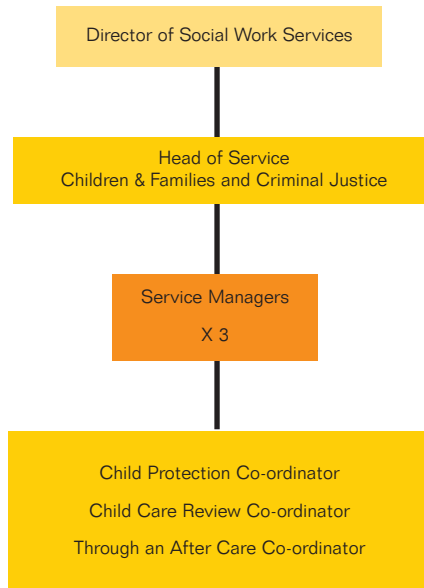 Director of Social Work Services
Head of Service
Children & Families and Criminal Justice
Service Managers
X 3
Child Protection Co-ordinator
Child Care Review Co-ordinator
Through an After Care Co-ordinator